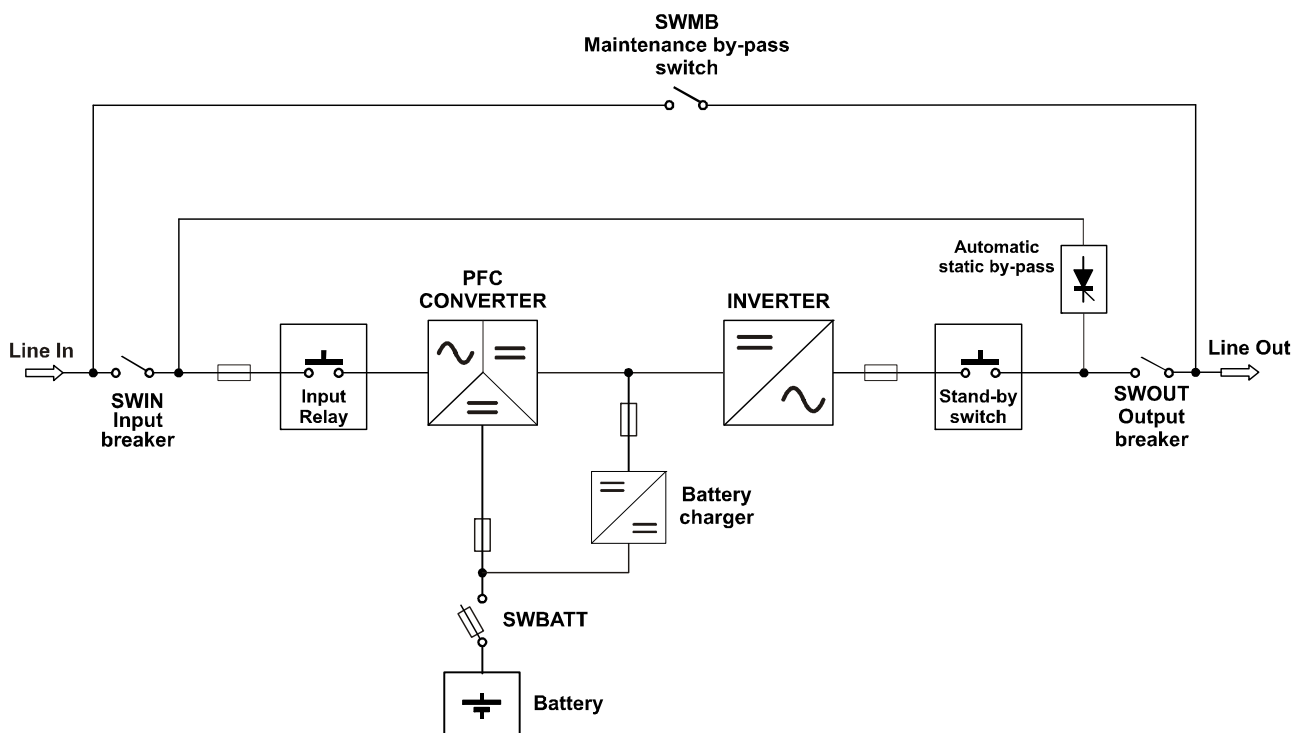 SWMB
Maintenance by-pass
switch
Automatic
static by-pass
PFC
CONVERTER
INVERTER
Line In
Line Out
SWIN
Input
breaker
Input
Relay
Stand-by
switch
SWOUT
Output
breaker
Battery
charger
SWBATT
Battery